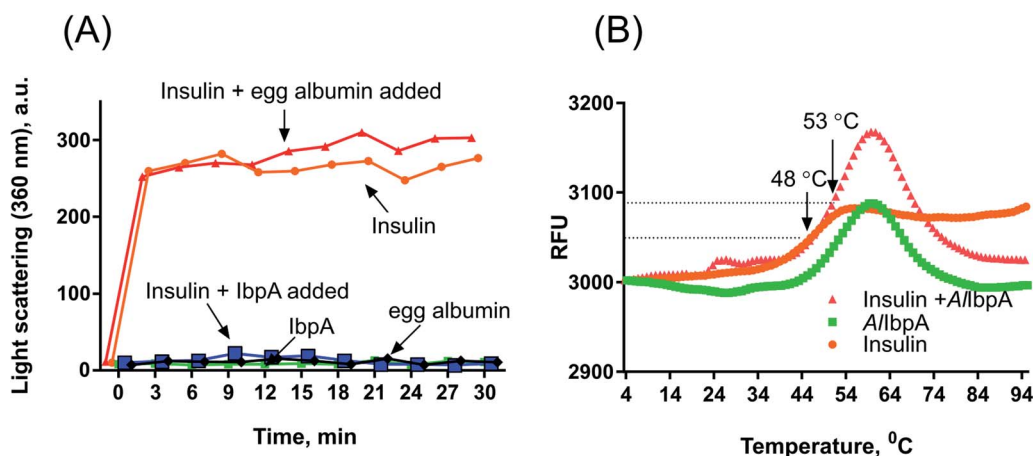 (A)
Light scattering (360 nm), a.u.
300
200
100
0
Insulin + egg albumin added
Insulin
Insulin + IbpA added
IbpA
egg albumin
0 3 6 9 12 15 18 21 24 27 30
Time, min
(B)
RFU
3200
3100
3000
2900
53 °C
48 °C
Insulin +AlIbpA
AlIbpA
Insulin
4 14 24 34 44 54 64 74 84 94
Temperature, ⁰C